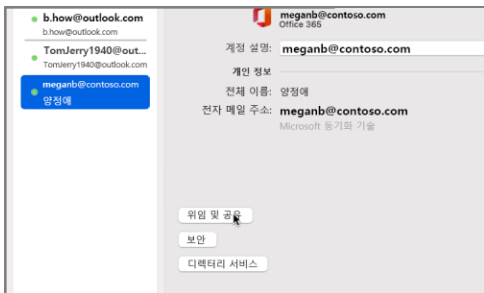 b.how@outlook.com
b.how@outlook.com
TomJerry1940@out...
TomJerry1940@outlook.com
meganb@contoso.com
양정애
meganb@contoso.com
Office 365
계정 설명: meganb@contoso.com
개인 정보
전체 이름: 양정애
전자 메일 주소: meganb@contoso.com
Microsoft 동기화 기술
위임 및 공유
보안
디렉터리 서비스